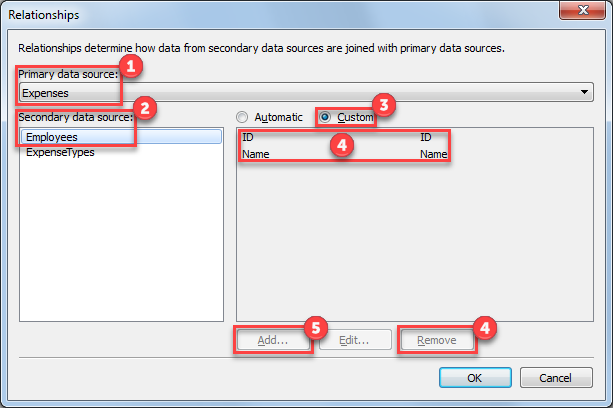 Relationships
Relationships determine how data from secondary data sources are joined with primary data sources.
Primary data source: 1
Expenses
Secondary data source: 2
Automatic Custom 3
Employees
ExpenseTypes
ID ID
4
Name Name
Add... 5 Edit... Remove 4
OK Cancel